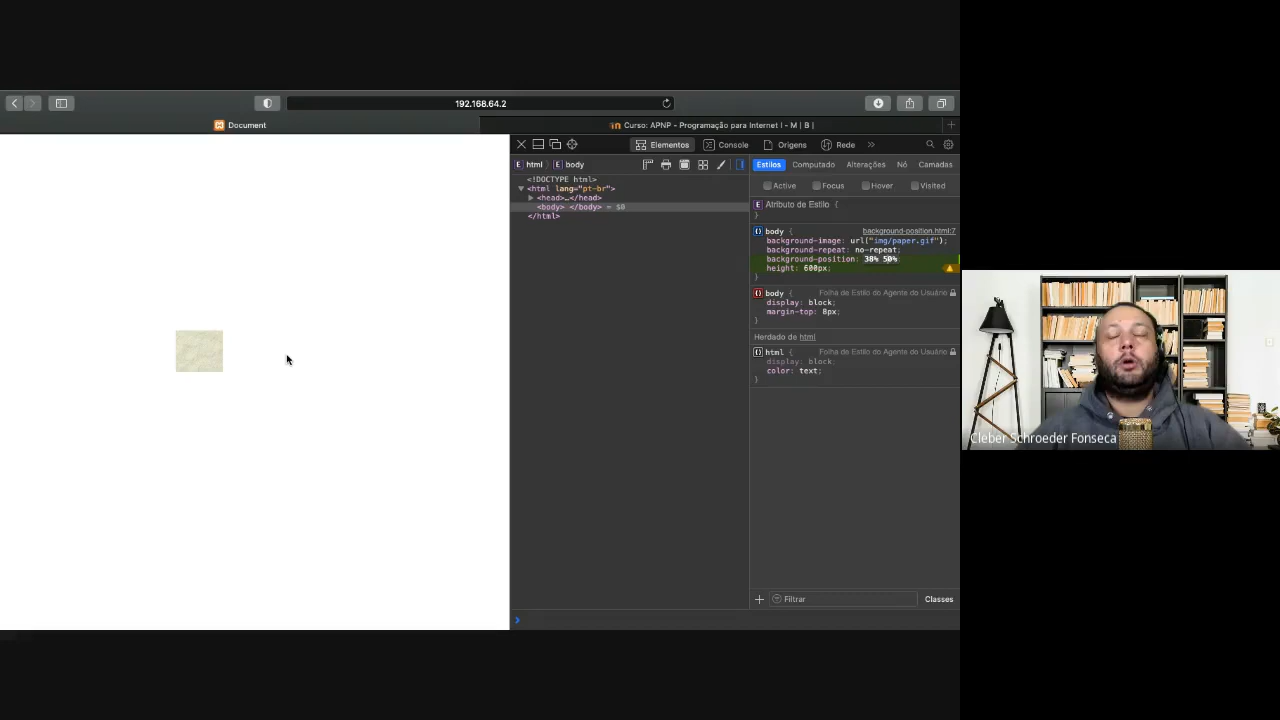 192.168.64.2
Document
Curso: APNP - Programação para Internet I - M | B |
Elementos
Console
Origens
Rede
html
body
Estilos
Computado
Alterações
Nó
Camadas
Active
Focus
Hover
Visited
<!DOCTYPE html>
<html lang="pt-br">
<head>…</head>
<body> </body> = $0
</html>
E Atributo de Estilo {
}
body {
background-position.html:7
background-image: url("img/paper.gif");
background-repeat: no-repeat;
background-position: 38% 50%;
height: 600px;
}
body {
Folha de Estilo do Agente do Usuário
display: block;
margin-top: 8px;
}
Herdado de html
html {
Folha de Estilo do Agente do Usuário
display: block;
color: text;
}
Filtrar
Classes
Cleber Schroeder Fonseca